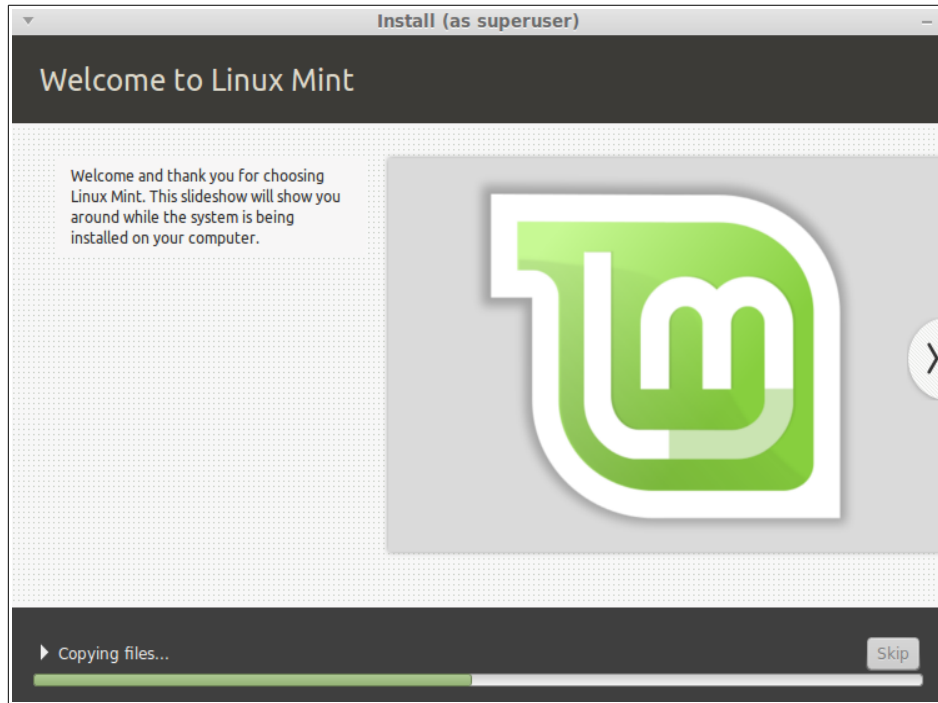 Install (as superuser)
Welcome to Linux Mint
Welcome and thank you for choosing
Linux Mint. This slideshow will show you
around while the system is being
installed on your computer.
lm
Copying files...
Skip